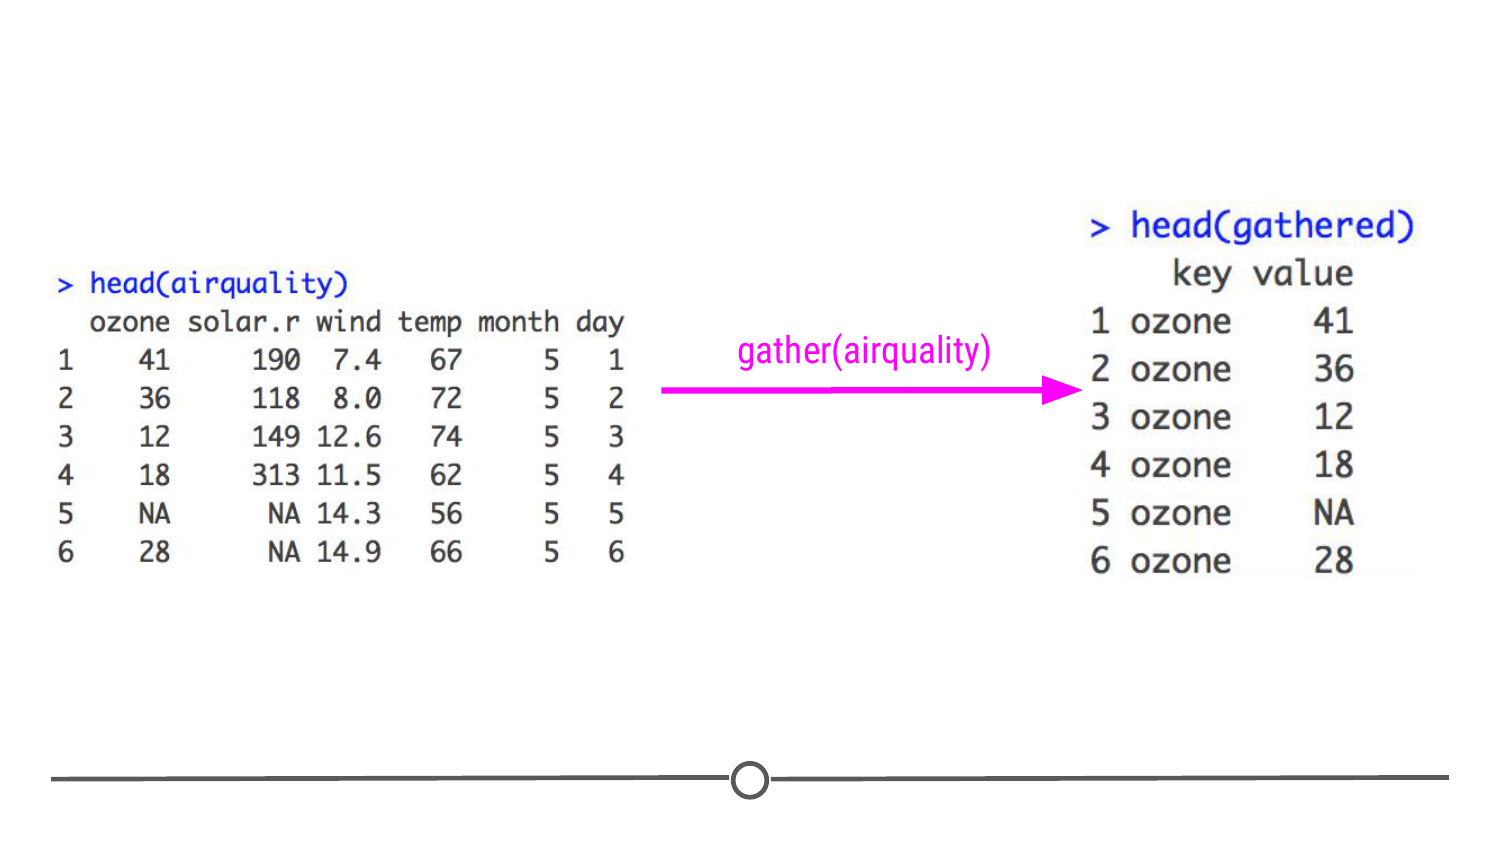 > head(airquality)
  ozone solar.r wind temp month day
1    41     190  7.4   67     5   1
2    36     118  8.0   72     5   2
3    12     149 12.6   74     5   3
4    18     313 11.5   62     5   4
5    NA      NA 14.3   56     5   5
6    28      NA 14.9   66     5   6
gather(airquality)
> head(gathered)
    key value
1 ozone    41
2 ozone    36
3 ozone    12
4 ozone    18
5 ozone    NA
6 ozone    28